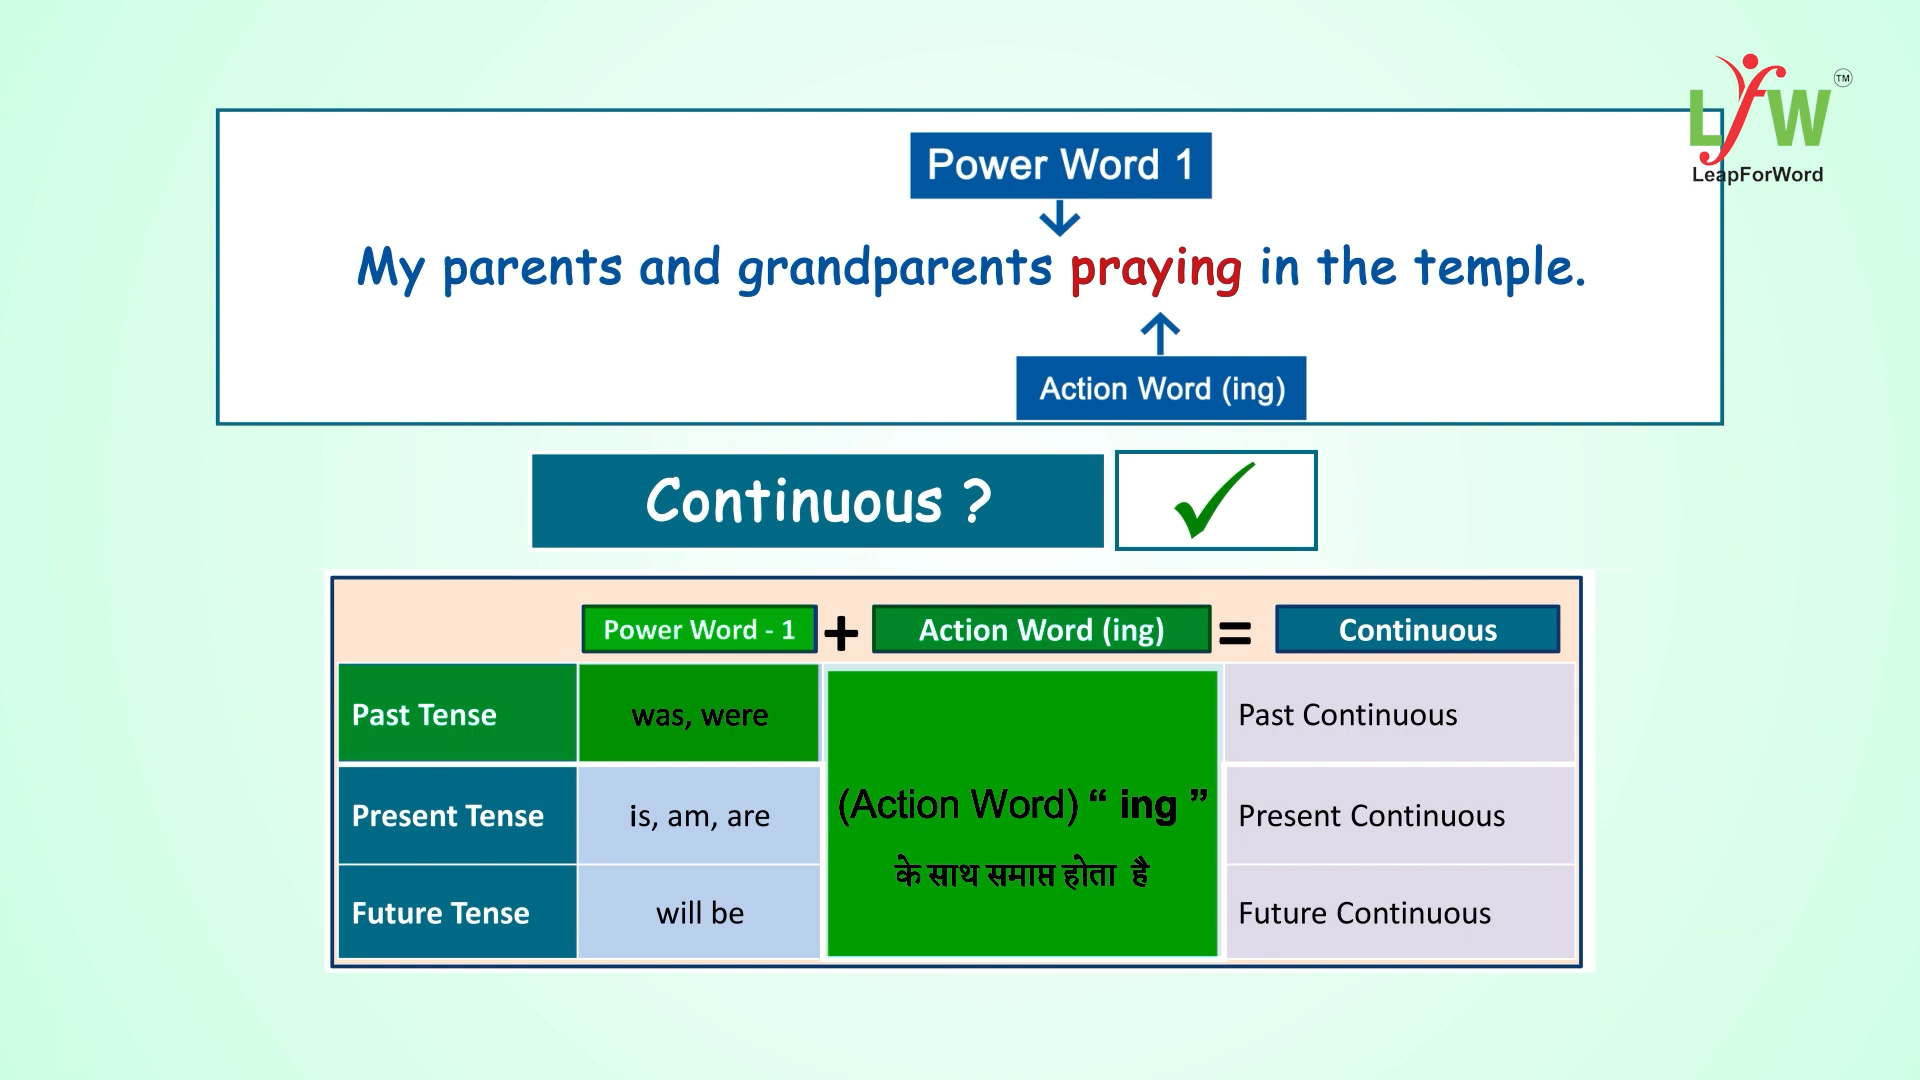 LfW TM
LeapForWord
Power Word 1
My parents and grandparents praying in the temple.
Action Word (ing)
Continuous ?
Power Word - 1 + Action Word (ing) = Continuous
Past Tense was, were Past Continuous
(Action Word) “ ing ”
Present Tense is, am, are Present Continuous
के साथ समाप्त होता है
Future Tense will be Future Continuous